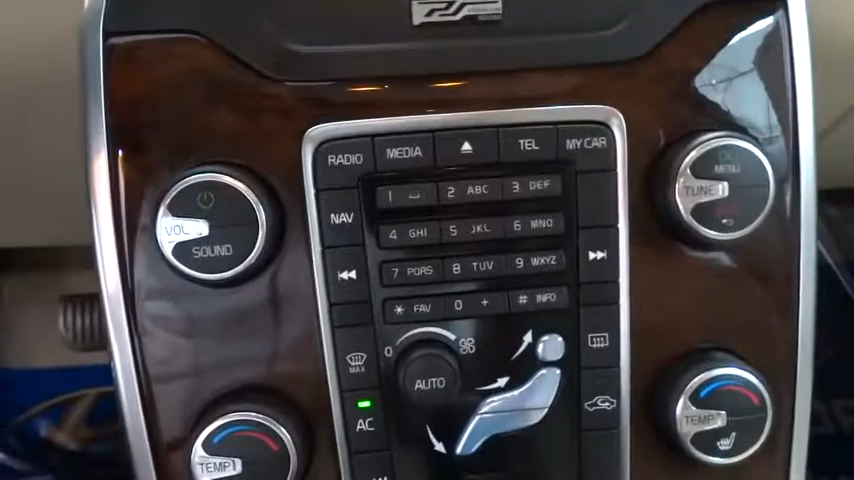 RADIO MEDIA TEL MY CAR
OK
MENU
TUNE
VOL
SOUND
NAV
1 2 ABC 3 DEF
4 GHI 5 JKL 6 MNO
7 PQRS 8 TUV 9 WXYZ
* FAV 0 + # INFO
MAX
0
AUTO
AC
TEMP
TEMP